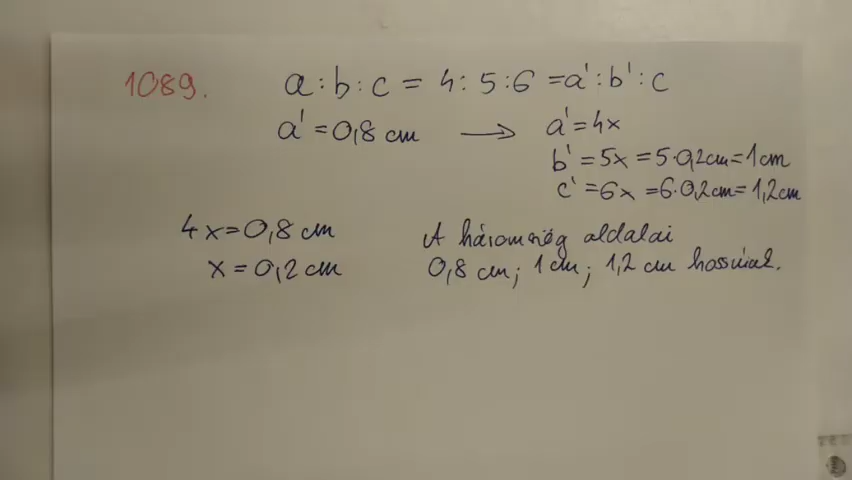 1089. a : b : c = 4 : 5 : 6 = a' : b' : c
a' = 0,8 cm → a' = 4x
b' = 5x = 5·0,2cm = 1cm
c' = 6x = 6·0,2cm = 1,2cm
4x = 0,8 cm
x = 0,2 cm
A háromszög aldalai
0,8 cm; 1 cm; 1,2 cm hosszúak.